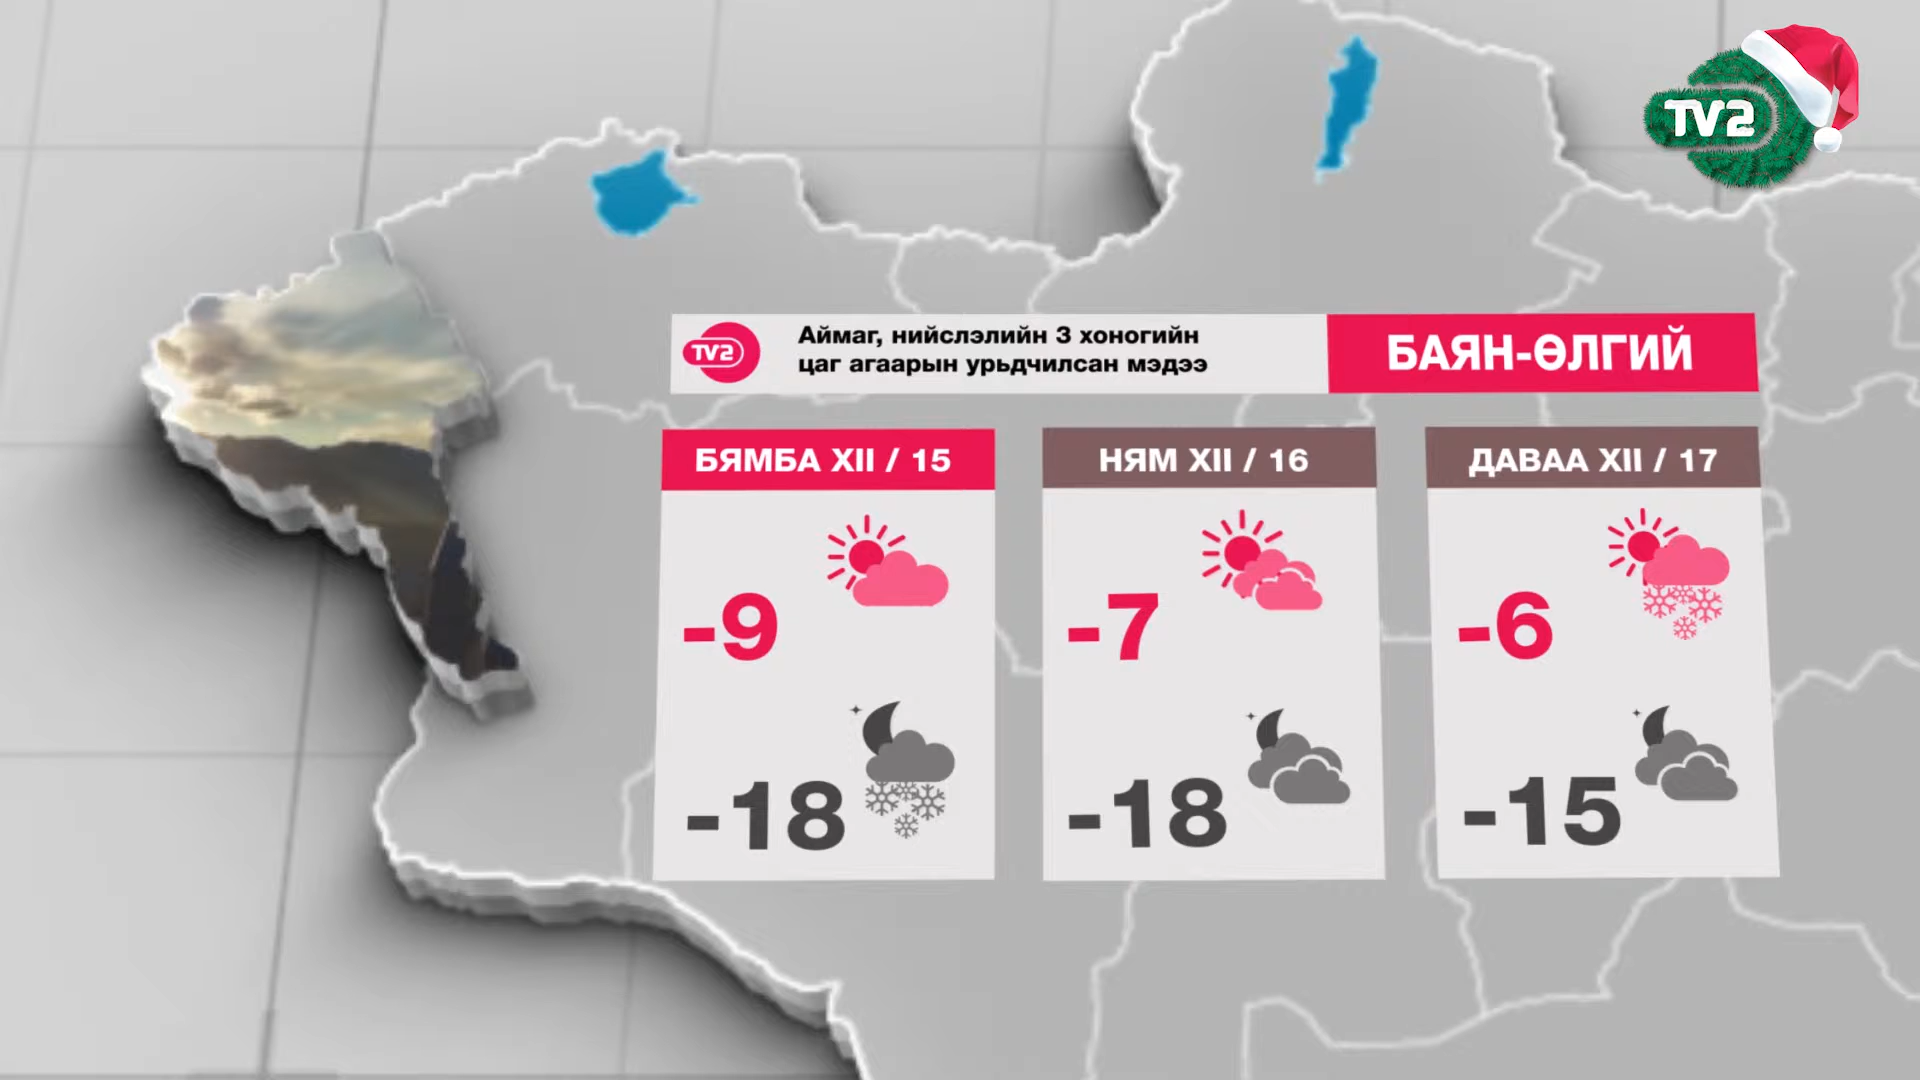 TV2
TV2
Аймаг, нийслэлийн 3 хоногийн
цаг агаарын урьдчилсан мэдээ
БАЯН-ӨЛГИЙ
БЯМБА XII / 15
-9
-18
НЯМ XII / 16
-7
-18
ДАВАА XII / 17
-6
-15